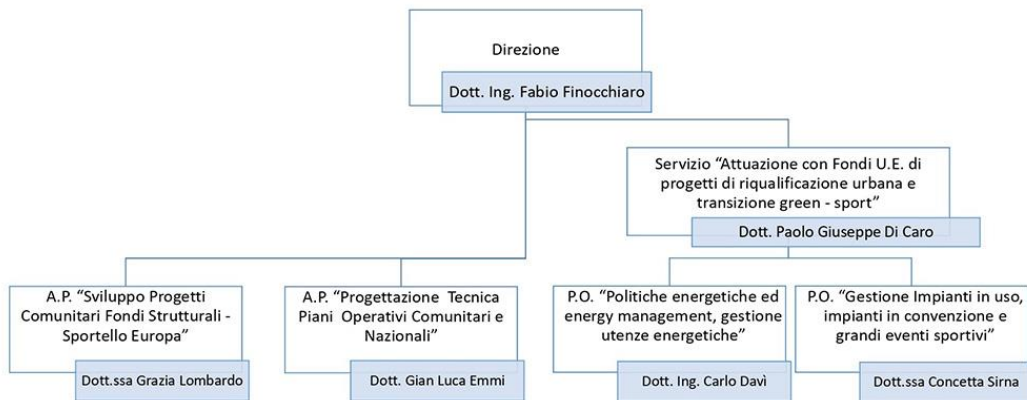 Direzione
Dott. Ing. Fabio Finocchiaro
Servizio “Attuazione con Fondi U.E. di
progetti di riqualificazione urbana e
transizione green - sport”
Dott. Paolo Giuseppe Di Caro
A.P. “Sviluppo Progetti
Comunitari Fondi Strutturali -
Sportello Europa”
Dott.ssa Grazia Lombardo
A.P. “Progettazione Tecnica
Piani Operativi Comunitari e
Nazionali”
Dott. Gian Luca Emmi
P.O. “Politiche energetiche ed
energy management, gestione
utenze energetiche”
Dott. Ing. Carlo Davì
P.O. “Gestione Impianti in uso,
impianti in convenzione e
grandi eventi sportivi”
Dott.ssa Concetta Sirna